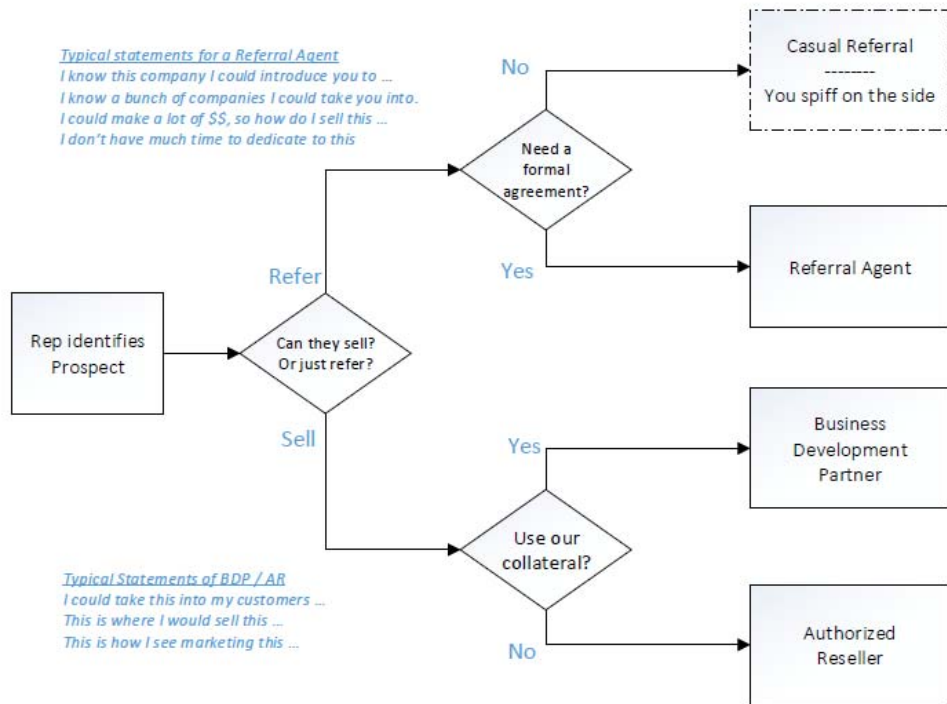 Typical statements for a Referral Agent
I know this company I could introduce you to ...
I know a bunch of companies I could take you into.
I could make a lot of $$, so how do I sell this ...
I don't have much time to dedicate to this
No
Casual Referral
--------
You spiff on the side
Need a
formal
agreement?
Yes
Referral Agent
Refer
Rep identifies
Prospect
Can they sell?
Or just refer?
Sell
Yes
Business
Development
Partner
Use our
collateral?
Typical Statements of BDP / AR
I could take this into my customers ...
This is where I would sell this ...
This is how I see marketing this ...
No
Authorized
Reseller